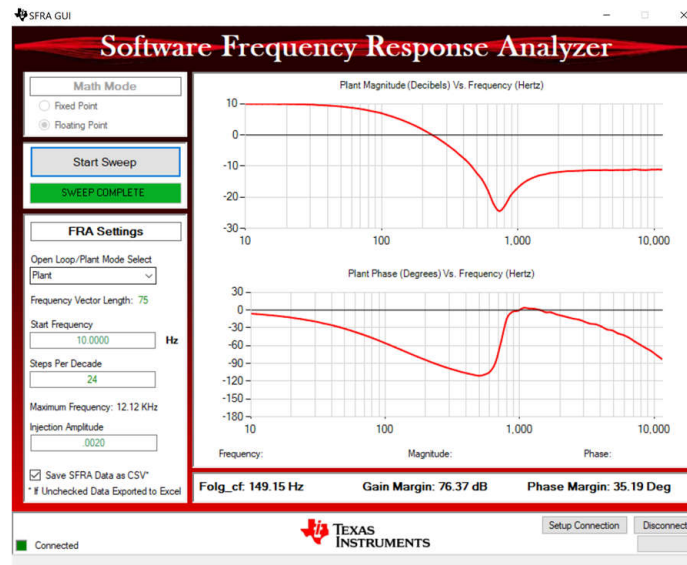 SFRA GUI
Software Frequency Response Analyzer
Math Mode
Fixed Point
Floating Point
Start Sweep
SWEEP COMPLETE
FRA Settings
Open Loop/Plant Mode Select
Plant
Frequency Vector Length: 75
Start Frequency
10.0000 Hz
Steps Per Decade
24
Maximum Frequency: 12.12 KHz
Injection Amplitude
.0020
Save SFRA Data as CSV*
* If Unchecked Data Exported to Excel
Plant Magnitude (Decibels) Vs. Frequency (Hertz)
10
0
-10
-20
-30
10 100 1,000 10,000
Plant Phase (Degrees) Vs. Frequency (Hertz)
30
0
-30
-60
-90
-120
-150
-180
10 100 1,000 10,000
Frequency: Magnitude: Phase:
Folg_cf: 149.15 Hz Gain Margin: 76.37 dB Phase Margin: 35.19 Deg
TEXAS
INSTRUMENTS
Setup Connection Disconnect
Connected